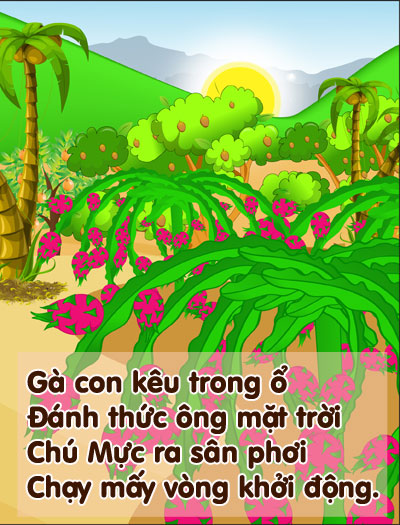 Gà con kêu trong ổ
Đánh thức ông mặt trời
Chú Mực ra sân phơi
Chạy mấy vòng khởi động.